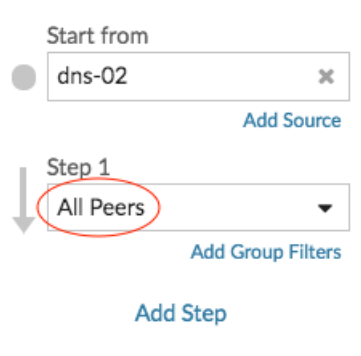 Start from
dns-02
Add Source
Step 1
All Peers
Add Group Filters
Add Step